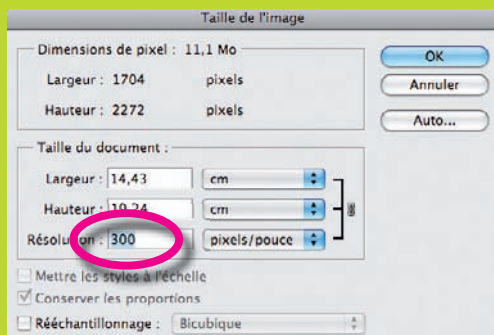 Taille de l'image
Dimensions de pixel : 11,1 Mo
Largeur : 1704 pixels
Hauteur : 2272 pixels
OK
Annuler
Auto...
Taille du document :
Largeur : 14,43 cm
Hauteur : 19,24 cm
Résolution : 300 pixels/pouce
Mettre les styles à l'échelle
Conserver les proportions
Rééchantillonnage : Bicubique